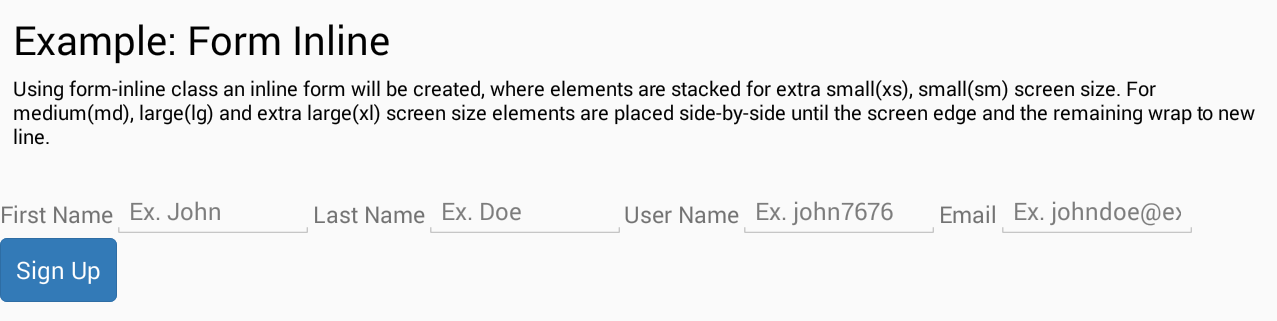 Example: Form Inline
Using form-inline class an inline form will be created, where elements are stacked for extra small(xs), small(sm) screen size. For
medium(md), large(lg) and extra large(xl) screen size elements are placed side-by-side until the screen edge and the remaining wrap to new
line.
First Name Ex. John Last Name Ex. Doe User Name Ex. john7676 Email Ex. johndoe@ex
Sign Up